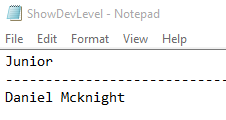 ShowDevLevel - Notepad
File Edit Format View Help
Junior
----------------------------
Daniel Mcknight